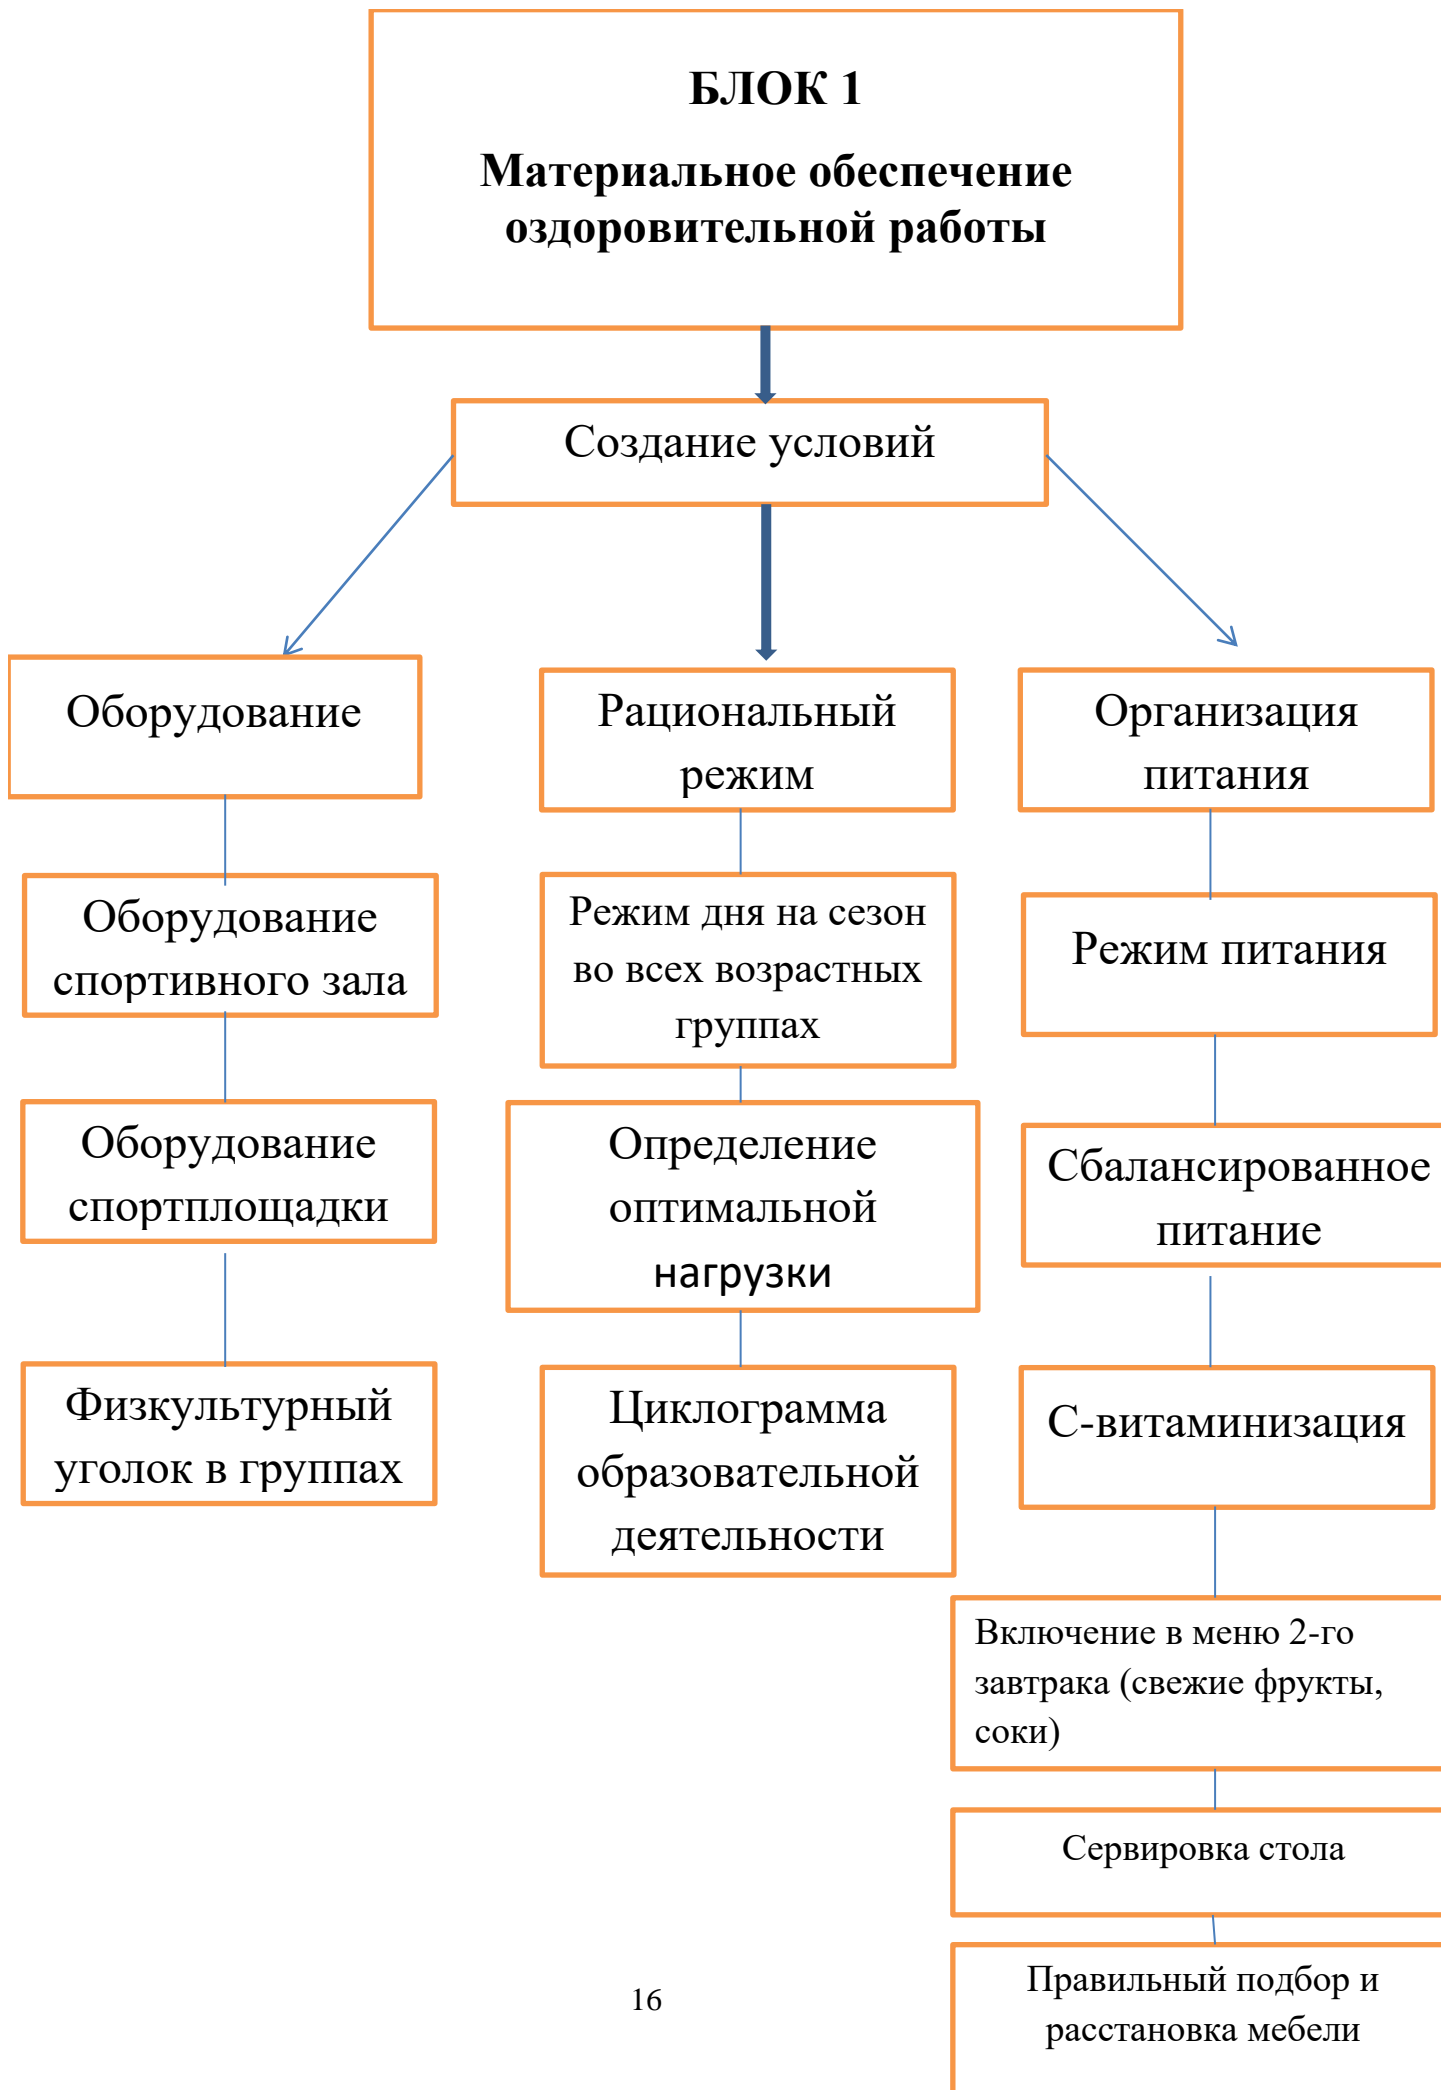 БЛОК 1
Материальное обеспечение
оздоровительной работы
Создание условий
Оборудование
Оборудование
спортивного зала
Оборудование
спортплощадки
Физкультурный
уголок в группах
Рациональный
режим
Режим дня на сезон
во всех возрастных
группах
Определение
оптимальной
нагрузки
Циклограмма
образовательной
деятельности
Организация
питания
Режим питания
Сбалансированное
питание
С-витаминизация
Включение в меню 2-го
завтрака (свежие фрукты,
соки)
Сервировка стола
Правильный подбор и
расстановка мебели
16